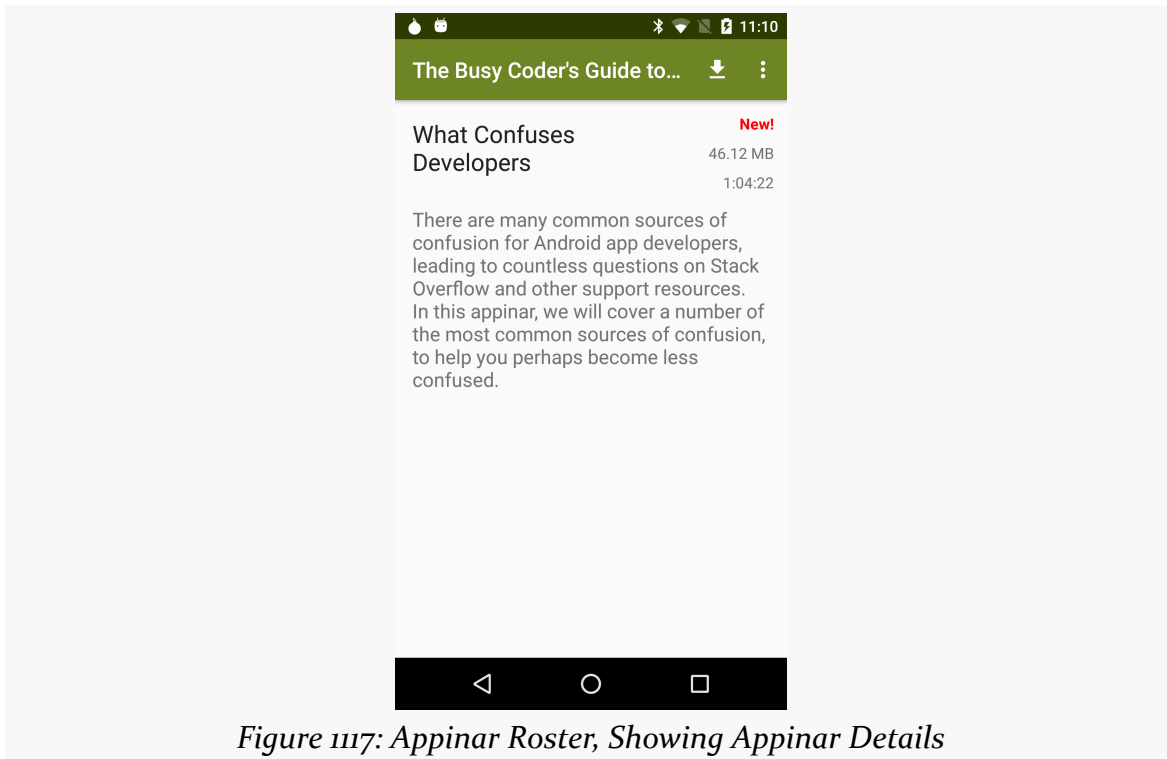 11:10
The Busy Coder's Guide to...
What Confuses
Developers
New!
46.12 MB
1:04:22
There are many common sources of
confusion for Android app developers,
leading to countless questions on Stack
Overflow and other support resources.
In this appinar, we will cover a number of
the most common sources of confusion,
to help you perhaps become less
confused.
Figure 1117: Appinar Roster, Showing Appinar Details